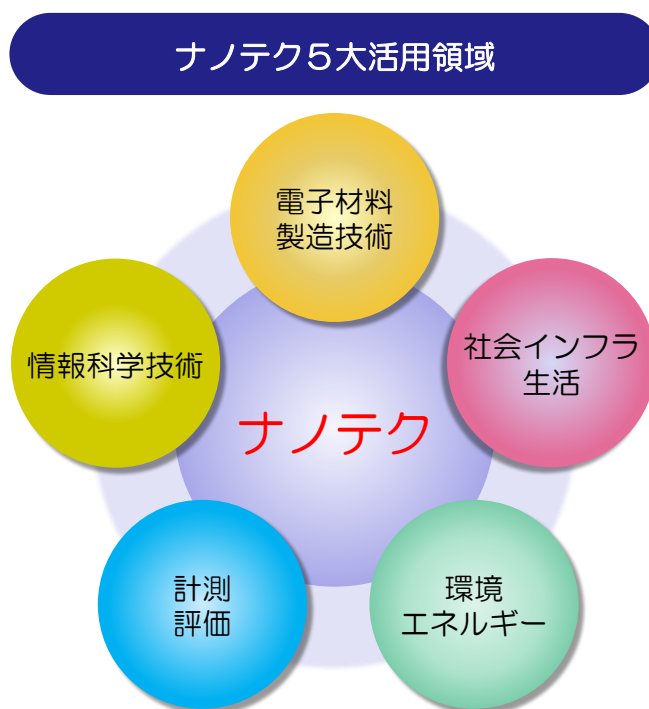 ナノテク５大活用領域
電子材料
製造技術
社会インフラ
生活
情報科学技術
ナノテク
計測
評価
環境
エネルギー